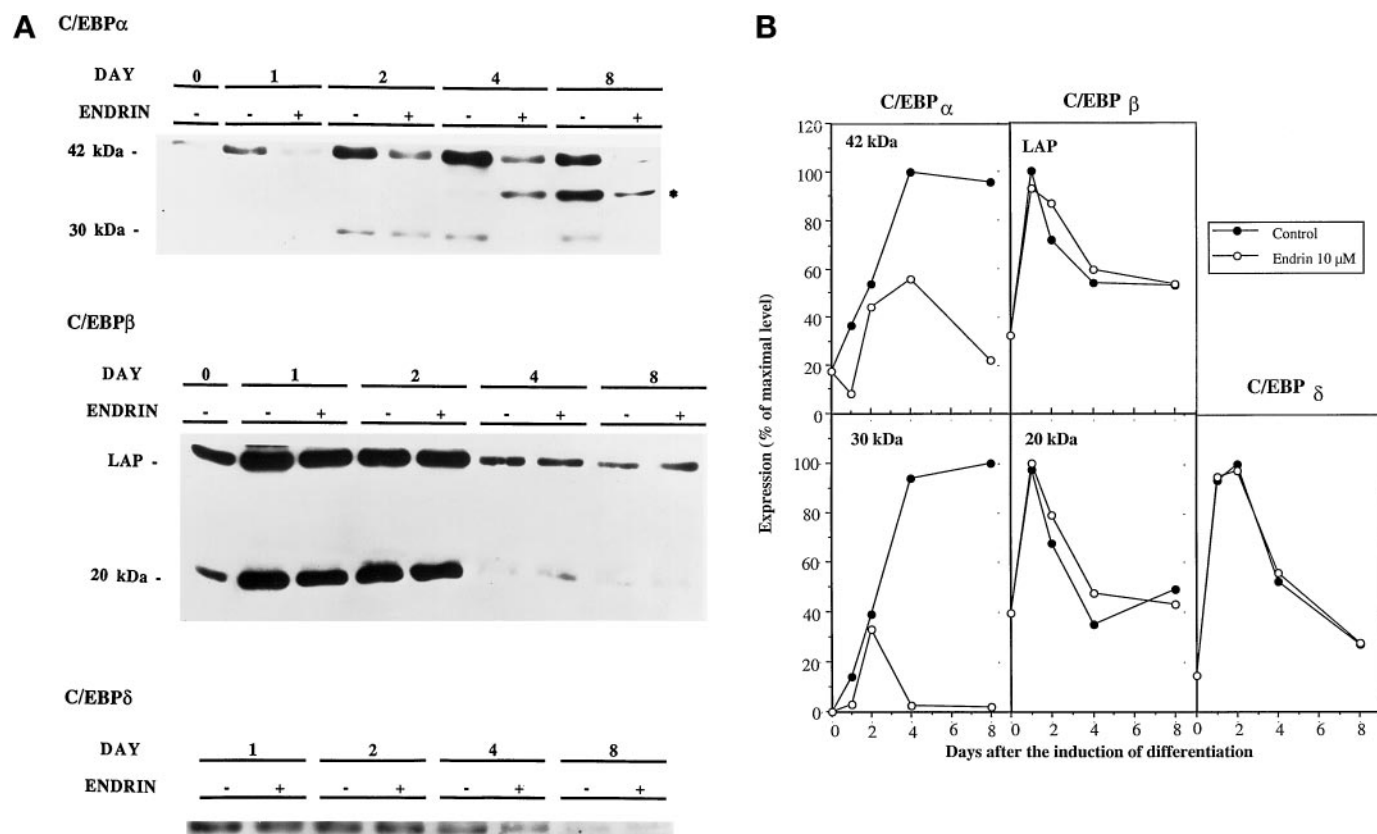 A
C/EBPα
DAY 0 1 2 4 8
ENDRIN - - + - + - + - +
42 kDa -
*
30 kDa -
C/EBPβ
DAY 0 1 2 4 8
ENDRIN - - + - + - + - +
LAP -
20 kDa -
C/EBPδ
DAY 1 2 4 8
ENDRIN - + - + - + - +
B
C/EBP α
C/EBP β
C/EBP δ
42 kDa
LAP
30 kDa
20 kDa
Control
Endrin 10 µM
Expression (% of maximal level)
120
100
80
60
40
20
0
100
80
60
40
20
0
0 2 4 6 8
0 2 4 6 8
0 2 4 6 8
Days after the induction of differentiation